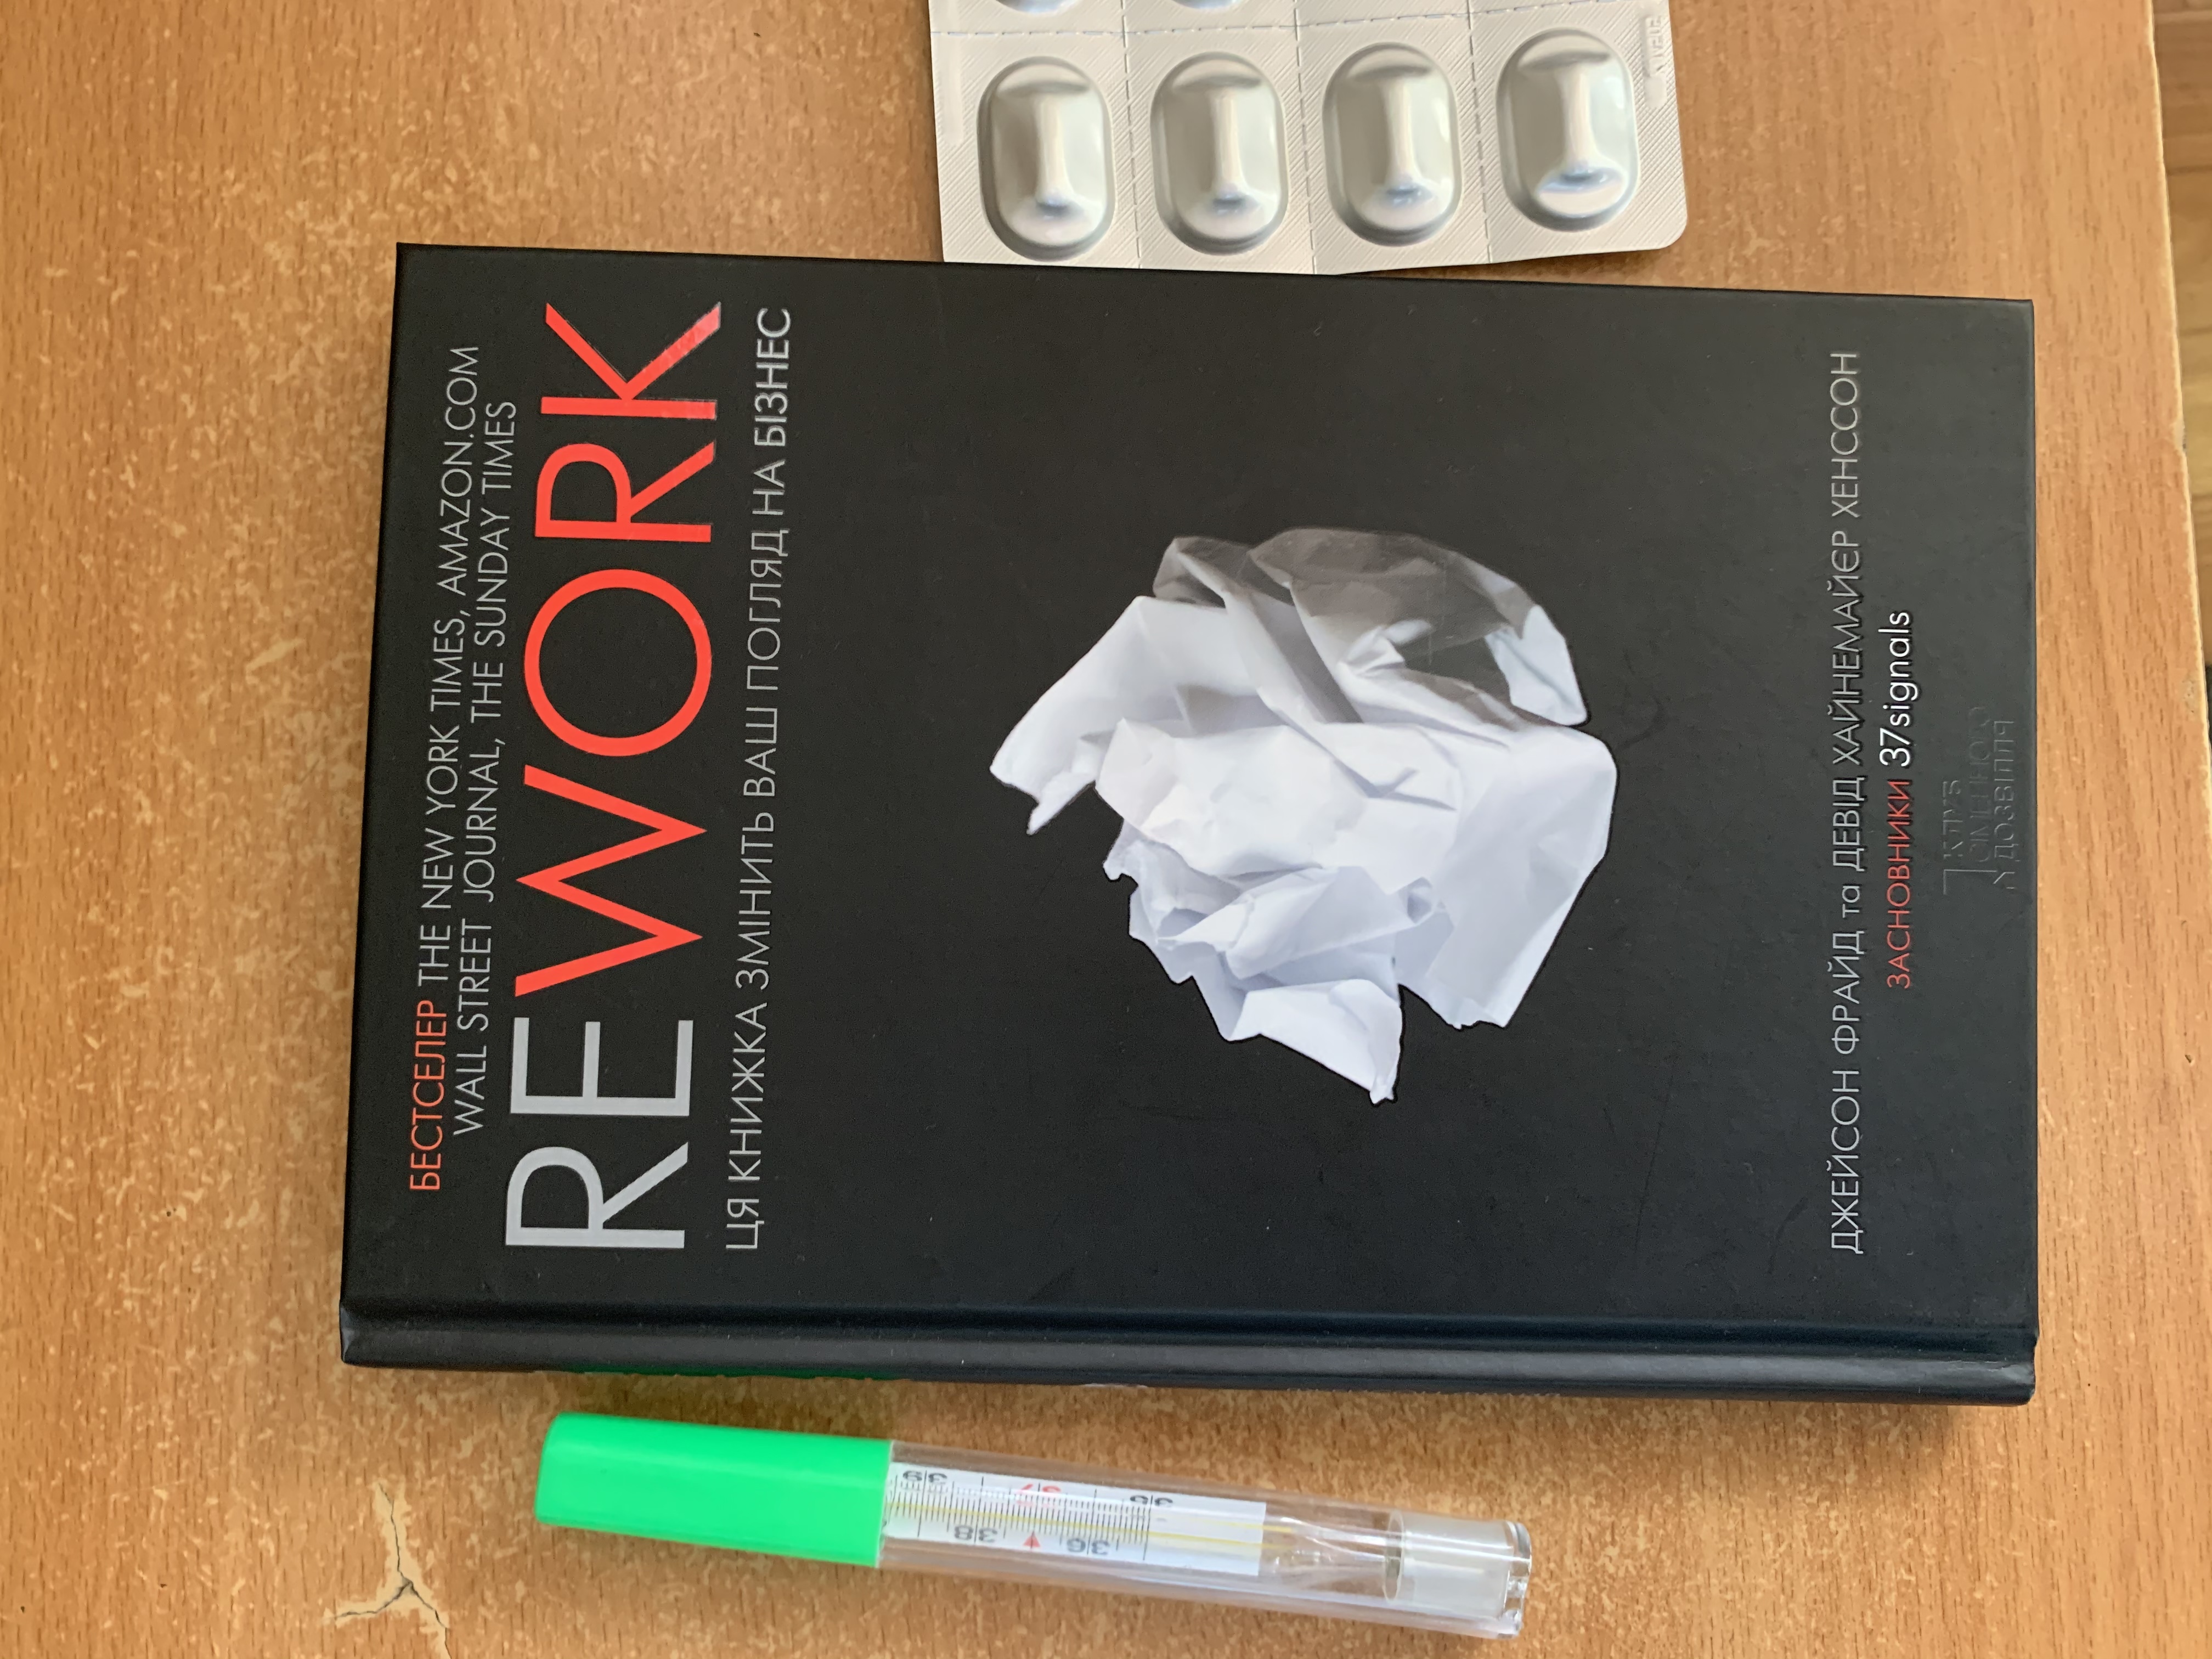 БЕСТСЕЛЕР THE NEW YORK TIMES, AMAZON.COM
WALL STREET JOURNAL, THE SUNDAY TIMES
REWORK
ЦЯ КНИЖКА ЗМІНИТЬ ВАШ ПОГЛЯД НА БІЗНЕС
39
38
37
36
35
ДЖЕЙСОН ФРАЙД та ДЕВІД ХАЙНЕМАЙЄР ХЕНССОН
ЗАСНОВНИКИ 37signals
КЛУБ
СІМЕЙНОГО
ДОЗВІЛЛЯ